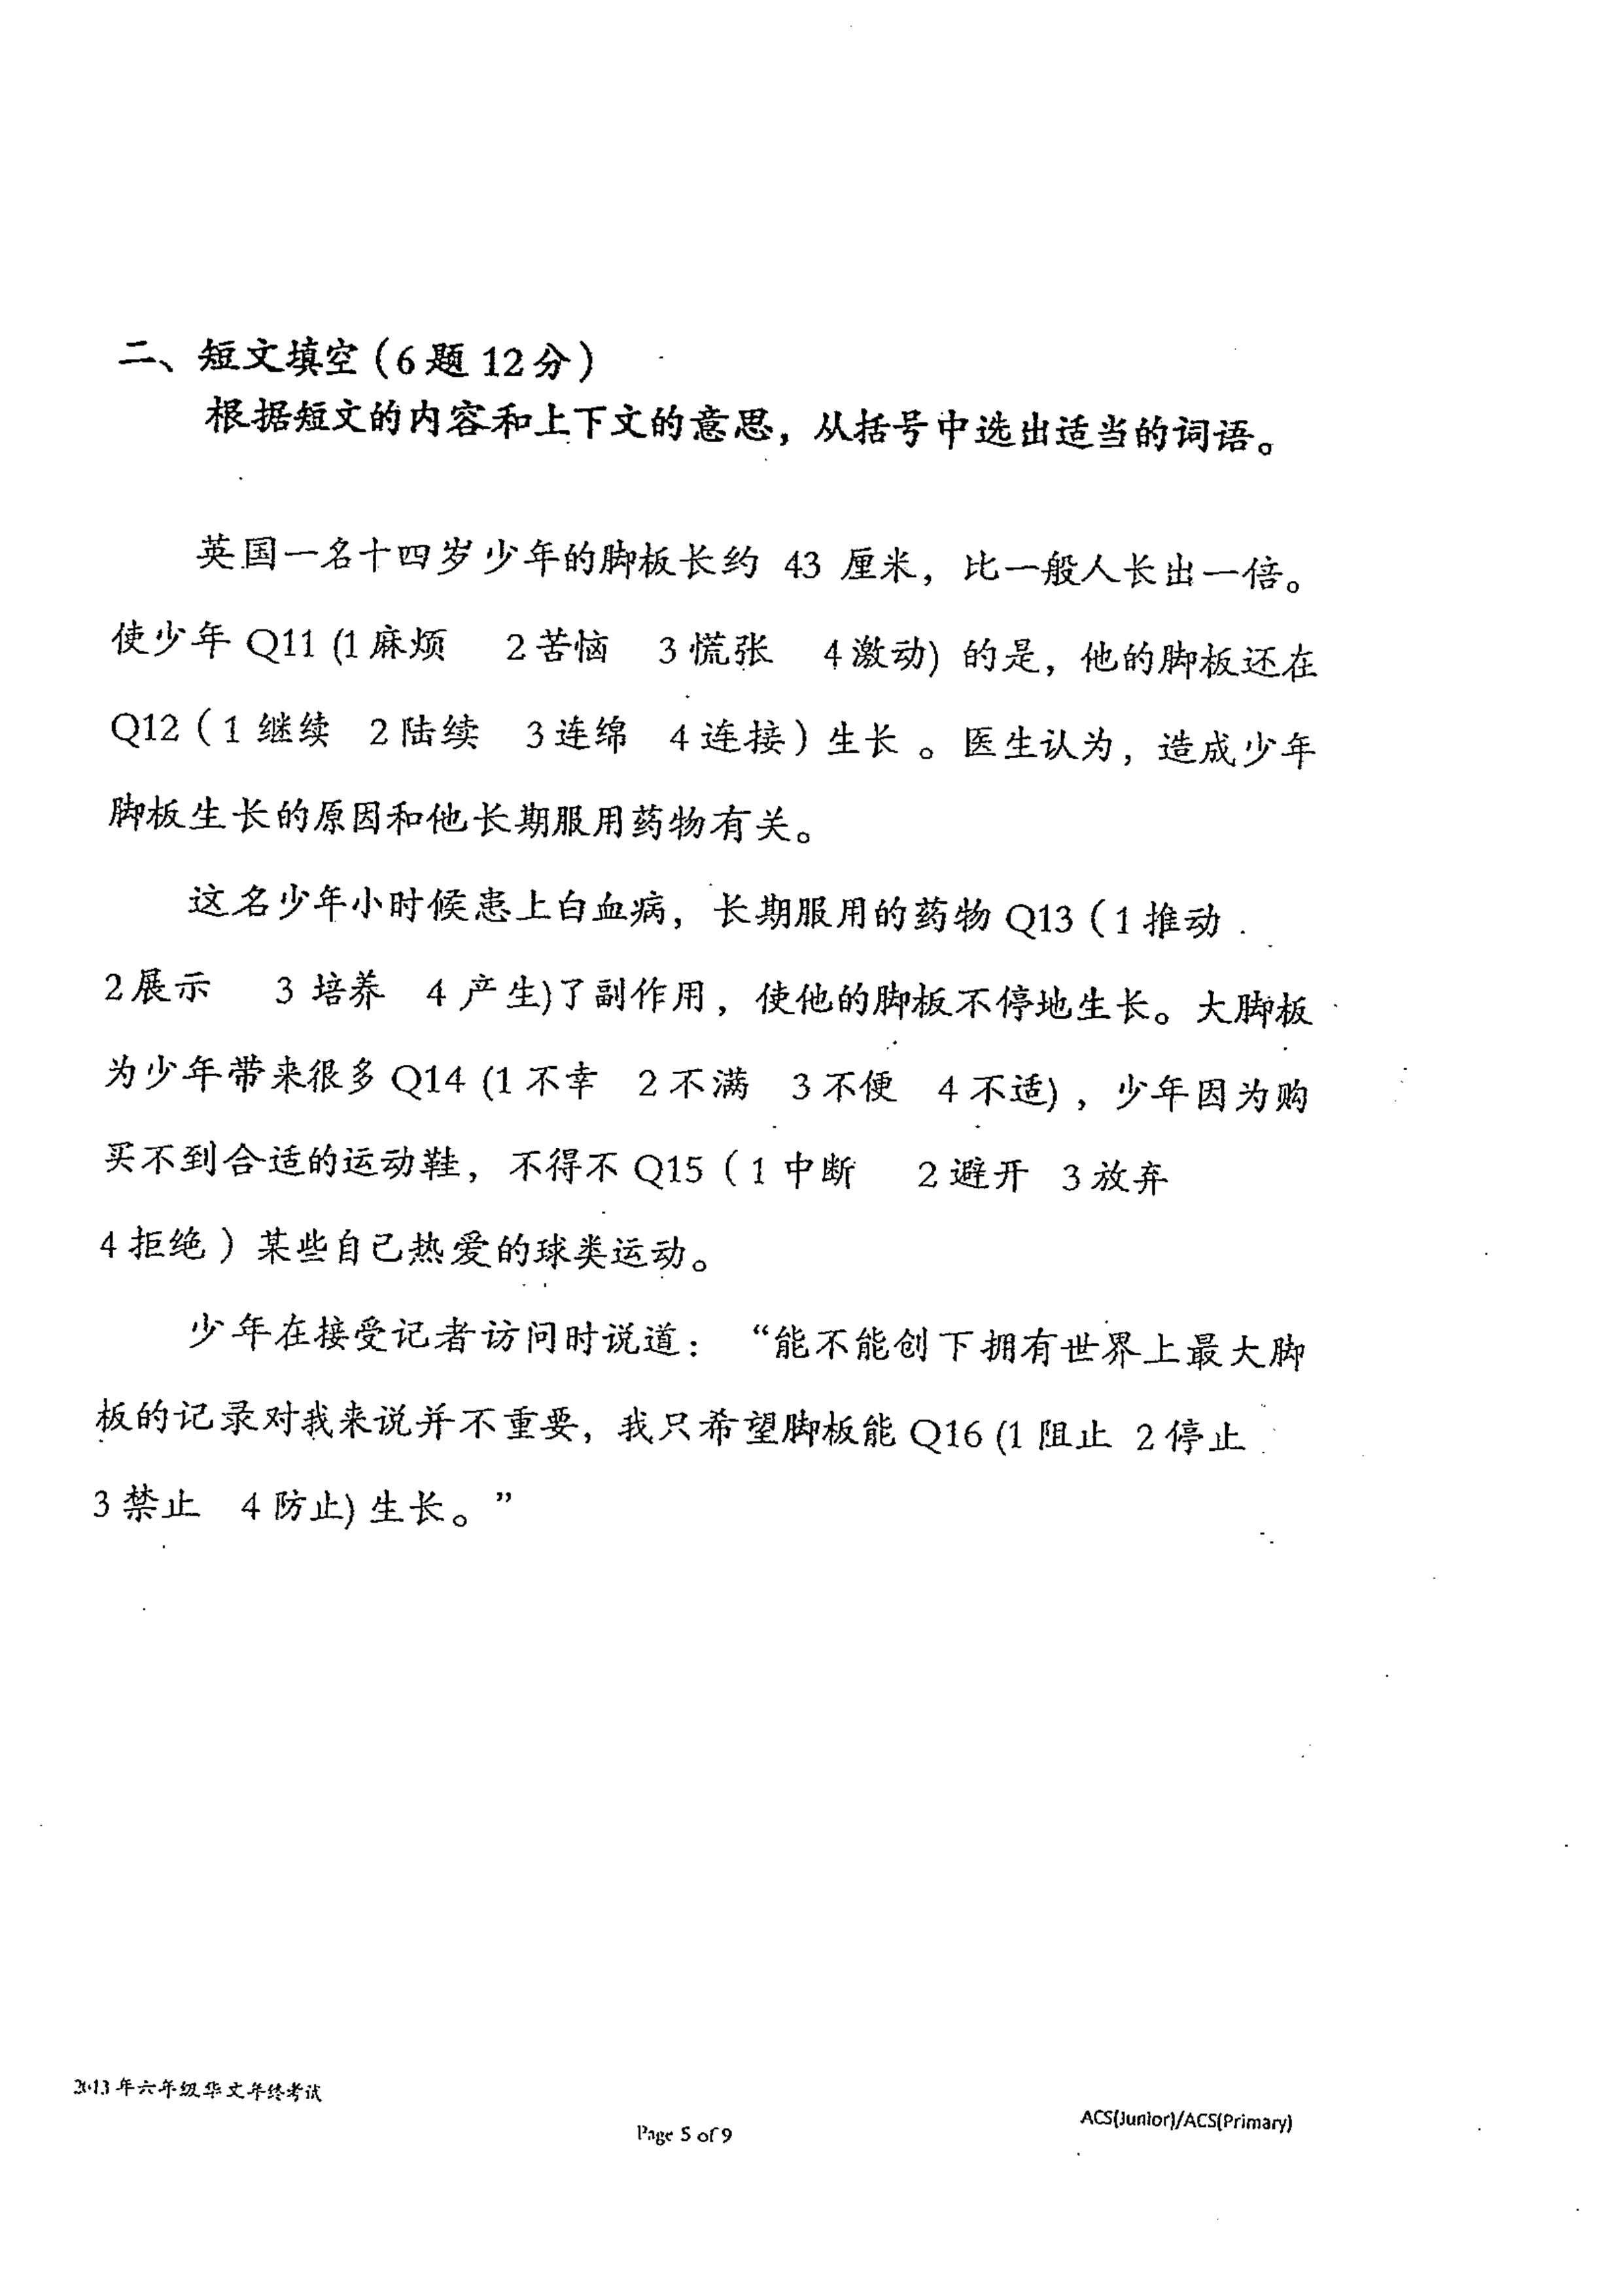 二、短文填空(6题 12分)
根据短文的内容和上下文的意思，从括号中选出适当的词语。
英国一名十四岁少年的脚板长约 43 厘米，比一般人长出一倍。
使少年 Q11 (1麻烦 2苦恼 3慌张 4激动) 的是，他的脚板还在
Q12（1 继续 2陆续 3连绵 4连接）生长 。医生认为，造成少年
脚板生长的原因和他长期服用药物有关。
这名少年小时候患上白血病，长期服用的药物 Q13（1推动
2展示 3 培养 4 产生)了副作用，使他的脚板不停地生长。大脚板
为少年带来很多 Q14 (1 不幸 2 不满 3 不便 4 不适)，少年因为购
买不到合适的运动鞋，不得不 Q15（1 中断 2 避开 3 放弃
4 拒绝）某些自己热爱的球类运动。
少年在接受记者访问时说道：“能不能创下拥有世界上最大脚
板的记录对我来说并不重要，我只希望脚板能 Q16 (1 阻止 2 停止
3 禁止 4 防止) 生长。”
2013 年六年级华文年终考试
ACS(Junior)/ACS(Primary)
Page 5 of 9